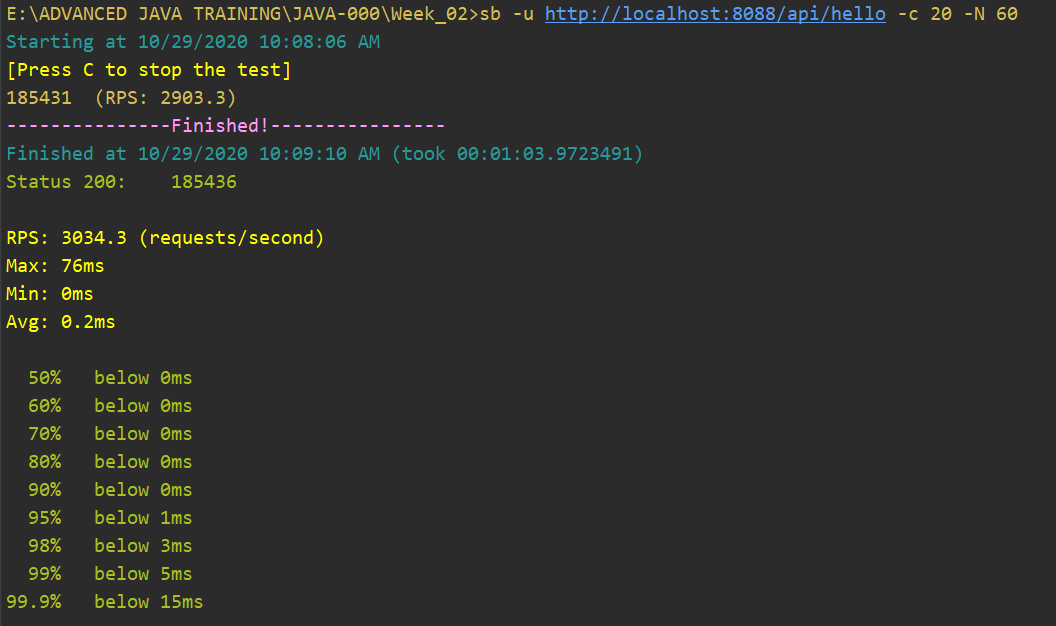 E:\ADVANCED JAVA TRAINING\JAVA-000\Week_02>sb -u http://localhost:8088/api/hello -c 20 -N 60
Starting at 10/29/2020 10:08:06 AM
[Press C to stop the test]
185431  (RPS: 2903.3)
---------------Finished!----------------
Finished at 10/29/2020 10:09:10 AM (took 00:01:03.9723491)
Status 200:    185436
RPS: 3034.3 (requests/second)
Max: 76ms
Min: 0ms
Avg: 0.2ms
50%   below 0ms
60%   below 0ms
70%   below 0ms
80%   below 0ms
90%   below 0ms
95%   below 1ms
98%   below 3ms
99%   below 5ms
99.9%   below 15ms